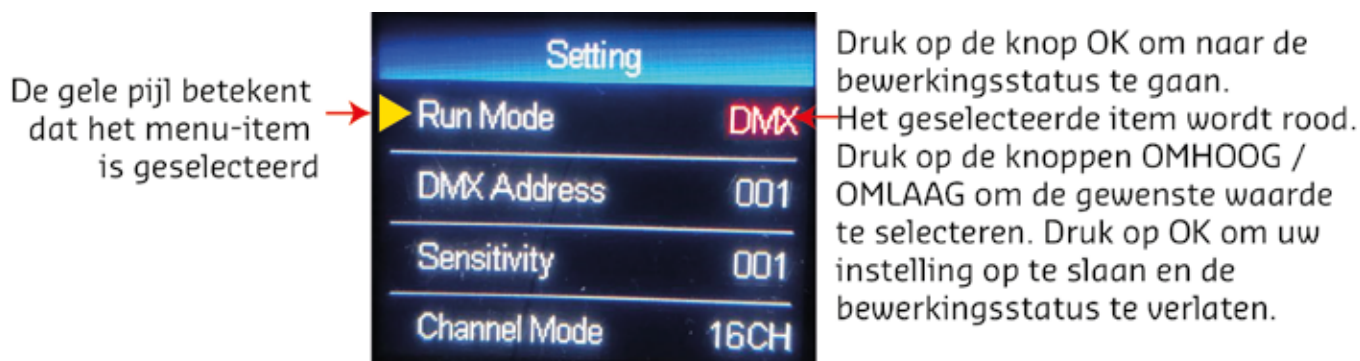 De gele pijl betekent
dat het menu-item
is geselecteerd
Setting
Run Mode DMX
DMX Address 001
Sensitivity 001
Channel Mode 16CH
Druk op de knop OK om naar de
bewerkingsstatus te gaan.
Het geselecteerde item wordt rood.
Druk op de knoppen OMHOOG /
OMLAAG om de gewenste waarde
te selecteren. Druk op OK om uw
instelling op te slaan en de
bewerkingsstatus te verlaten.